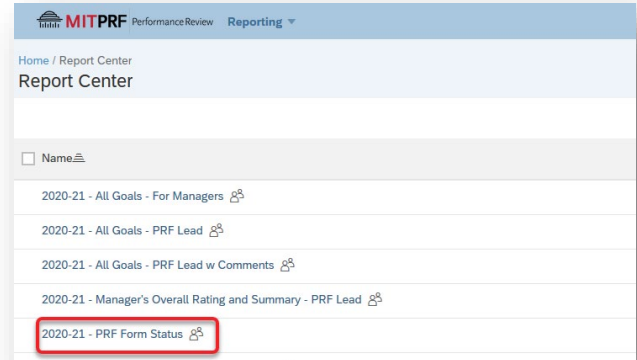 MITPRF Performance Review Reporting
Home / Report Center
Report Center
Name
2020-21 - All Goals - For Managers
2020-21 - All Goals - PRF Lead
2020-21 - All Goals - PRF Lead w Comments
2020-21 - Manager's Overall Rating and Summary - PRF Lead
2020-21 - PRF Form Status